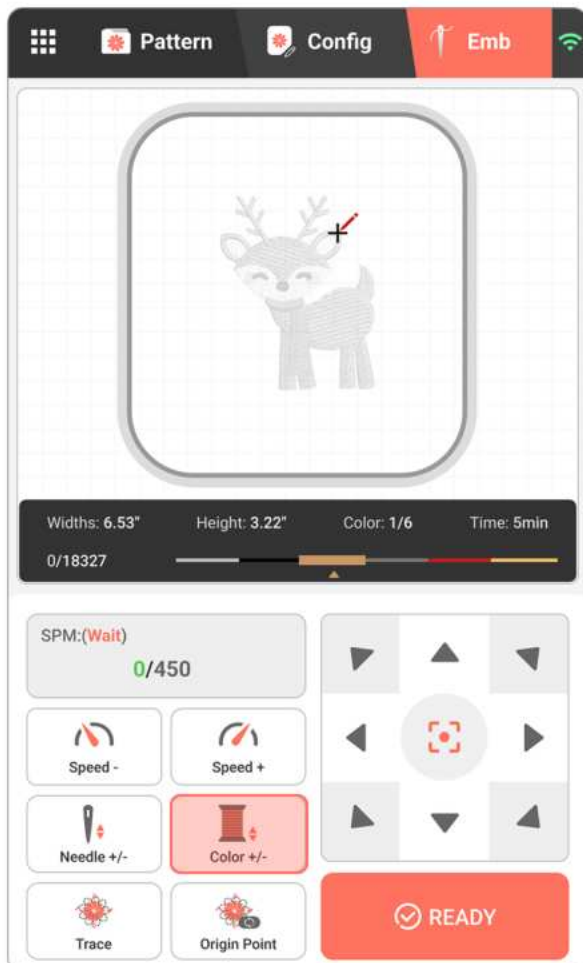 Pattern
Config
Emb
Widths: 6.53" Height: 3.22" Color: 1/6 Time: 5min
0/18327
SPM:(Wait)
0/450
Speed -
Speed +
Needle +/-
Color +/-
Trace
Origin Point
READY